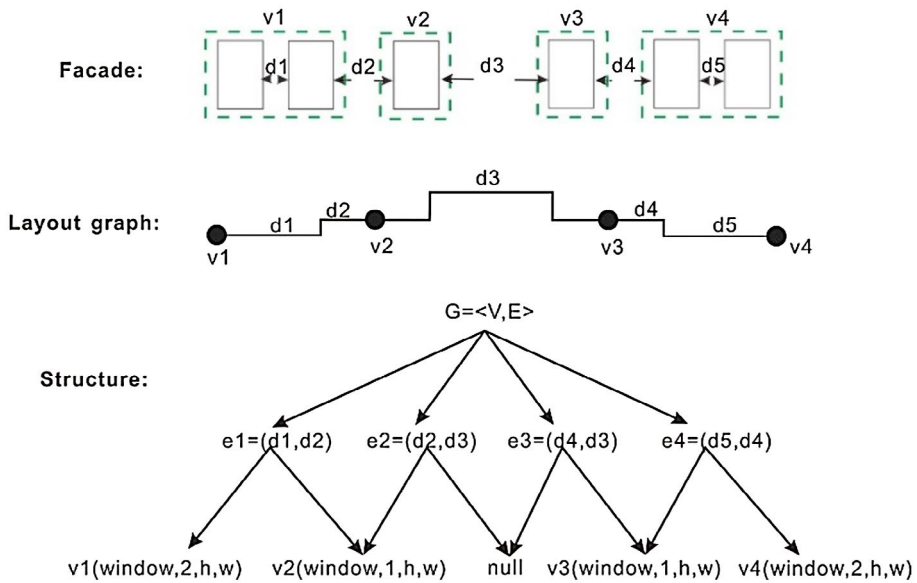 v1 v2 v3 v4
Facade: d1 d2 d3 d4 d5
d3
Layout graph: d1 d2 d4 d5
v1 v2 v3 v4
G=<V,E>
Structure:
e1=(d1,d2) e2=(d2,d3) e3=(d4,d3) e4=(d5,d4)
v1(window,2,h,w) v2(window,1,h,w) null v3(window,1,h,w) v4(window,2,h,w)